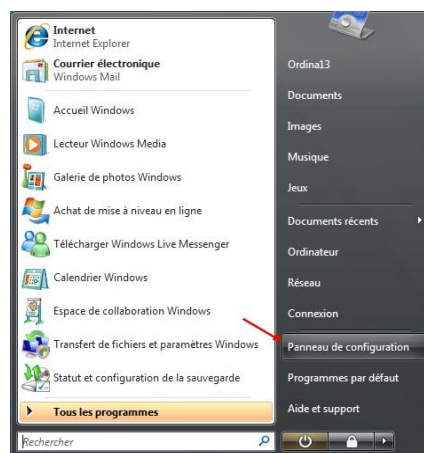 Internet
Internet Explorer
Courrier électronique
Windows Mail
Accueil Windows
Lecteur Windows Media
Galerie de photos Windows
Achat de mise à niveau en ligne
Télécharger Windows Live Messenger
Calendrier Windows
Espace de collaboration Windows
Transfert de fichiers et paramètres Windows
Statut et configuration de la sauvegarde
Tous les programmes
Rechercher
Ordina13
Documents
Images
Musique
Jeux
Documents récents
Ordinateur
Réseau
Connexion
Panneau de configuration
Programmes par défaut
Aide et support